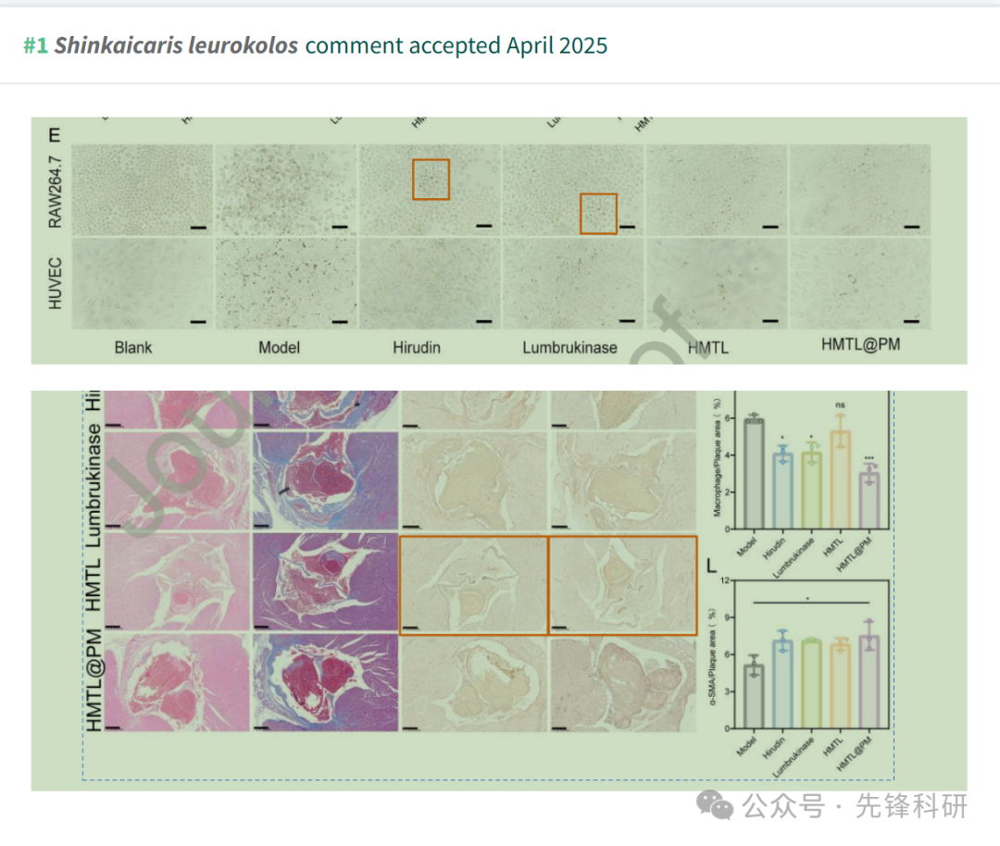 #1 Shinkaicaris leurokolos comment accepted April 2025
E
RAW264.7
HUVEC
Blank Model Hirudin Lumbrukinase HMTL HMTL@PM
Lumbrukinase
HMTL
HMTL@PM
Macrophage/Plaque area（%）
6
4
2
0
* * ns ***
Model Hirudin Lumbrukinase HMTL HMTL@PM
L
α-SMA/Plaque area（%）
12
9
6
3
0
*
Model Hirudin Lumbrukinase HMTL HMTL@PM
公众号 · 先锋科研